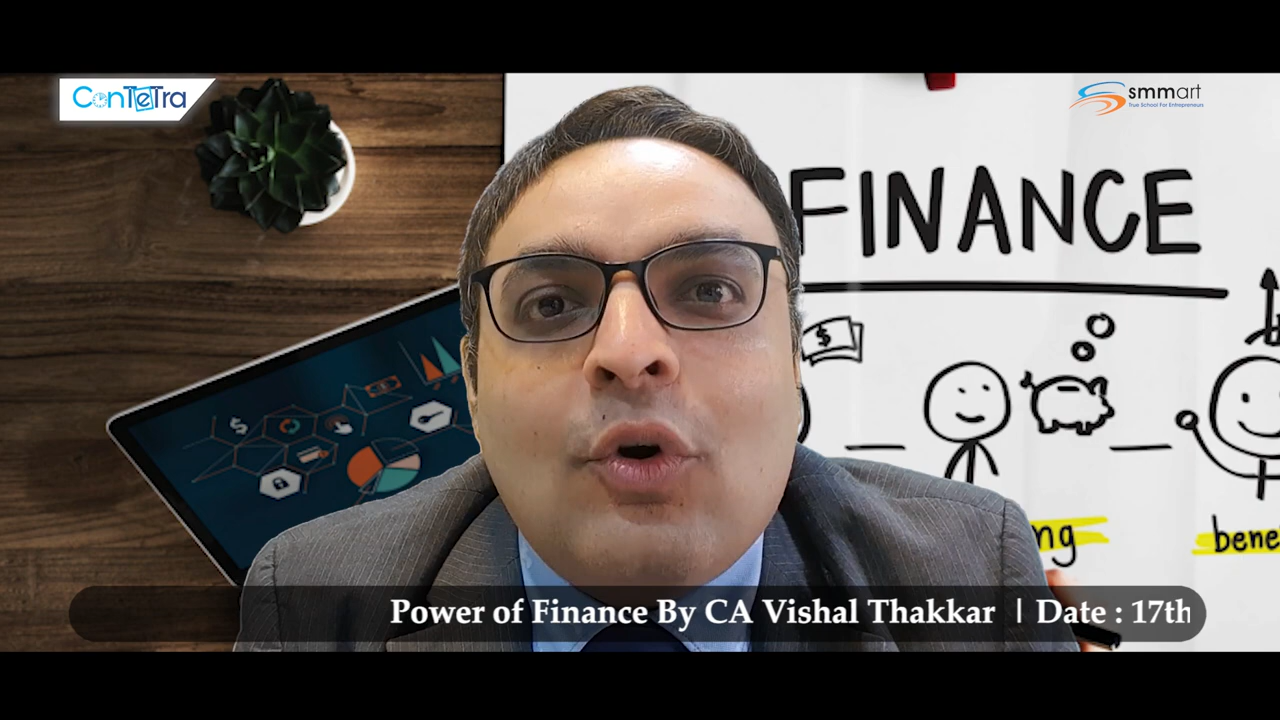 ConTeTra
smmart
True School For Entrepreneurs
FINANCE
$
$
ng
bene
Power of Finance By CA Vishal Thakkar | Date : 17th